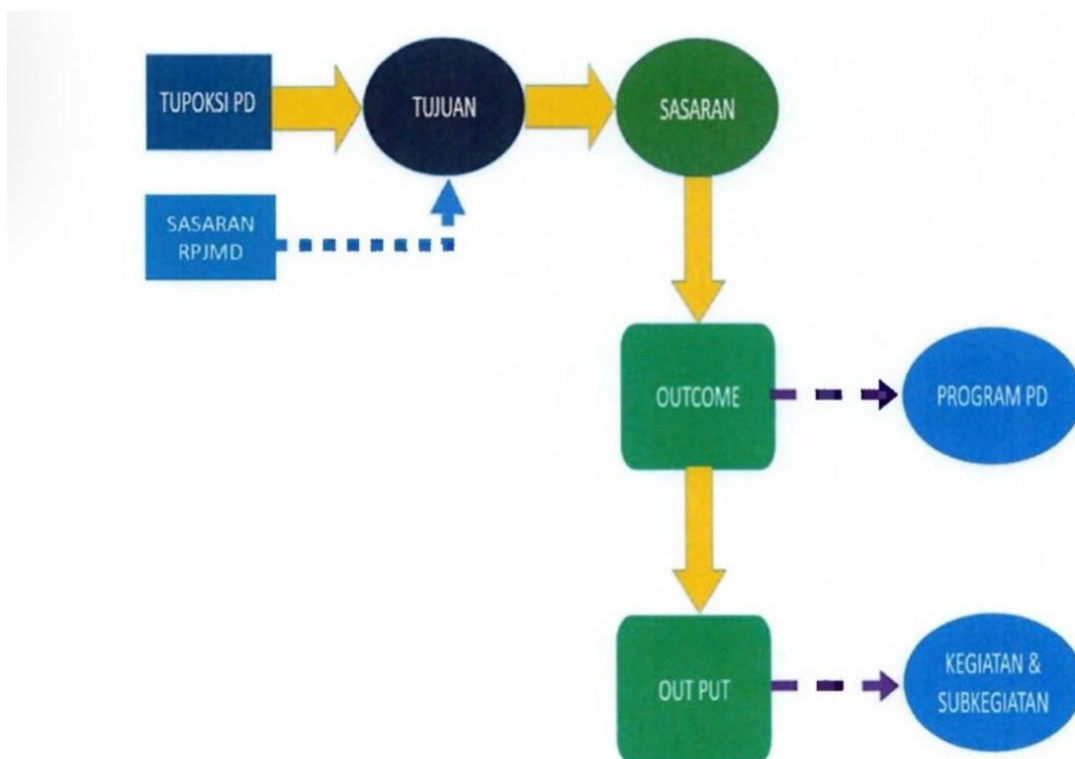 TUPOKSI PD
TUJUAN
SASARAN
SASARAN
RPJMD
OUTCOME
PROGRAM PD
OUT PUT
KEGIATAN &
SUBKEGIATAN